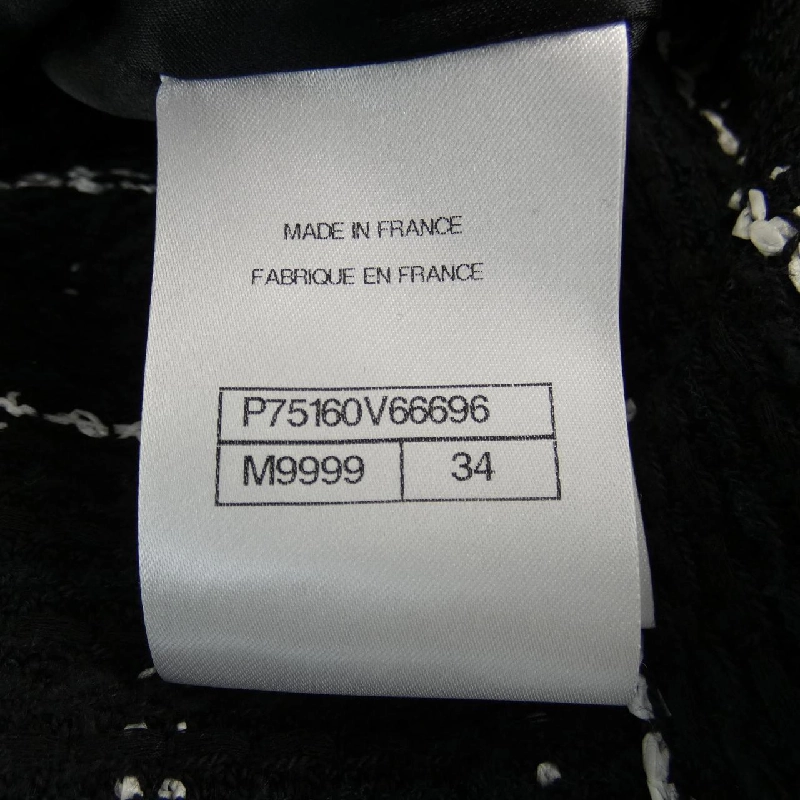 MADE IN FRANCE
FABRIQUE EN FRANCE
P75160V66696
M9999 34